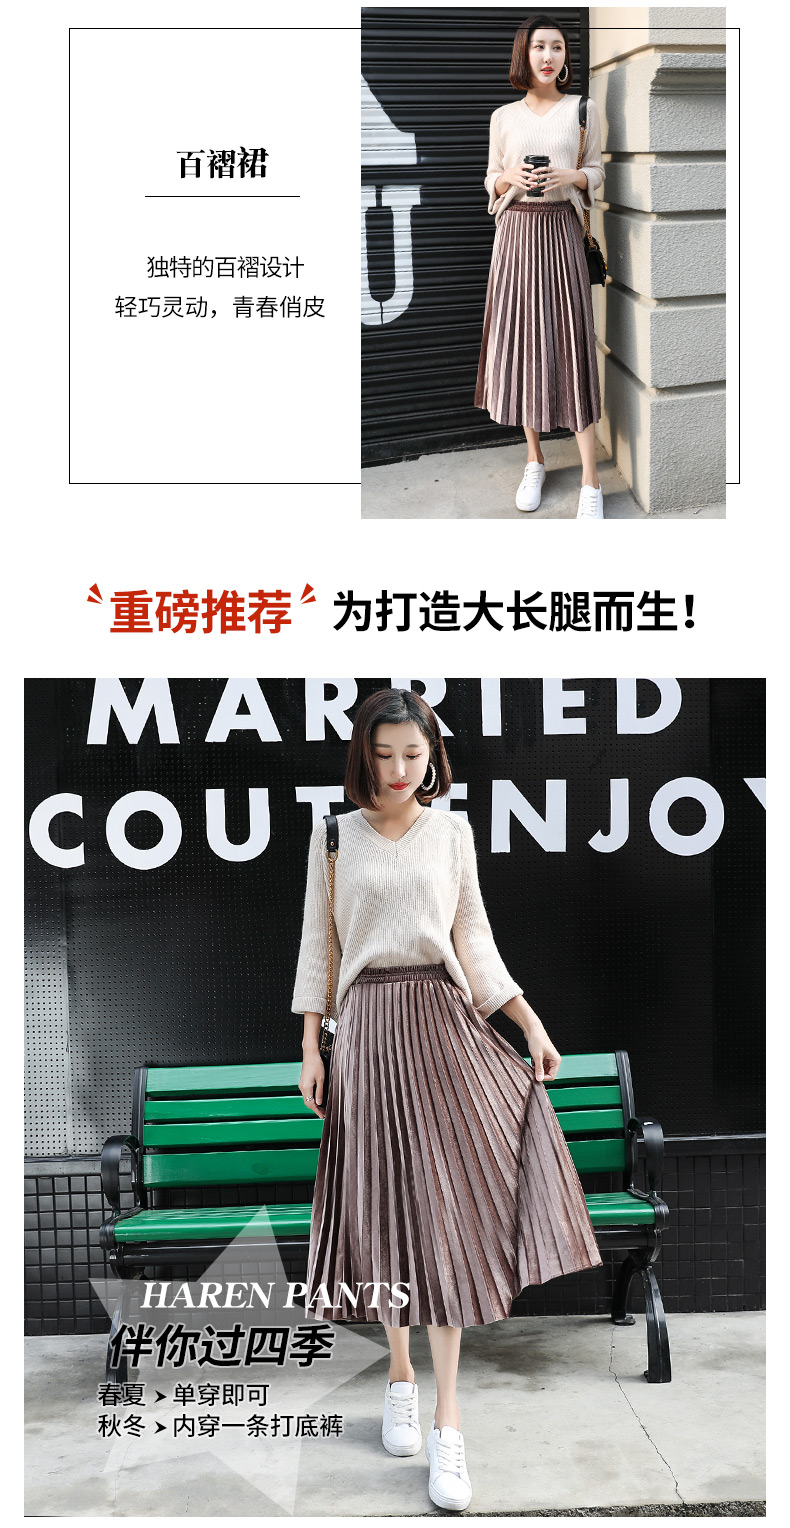 百褶裙
独特的百褶设计
轻巧灵动，青春俏皮
重磅推荐 为打造大长腿而生！
MARRIED
COUT ENJOY
HAREN PANTS
伴你过四季
春夏 > 单穿即可
秋冬 > 内穿一条打底裤